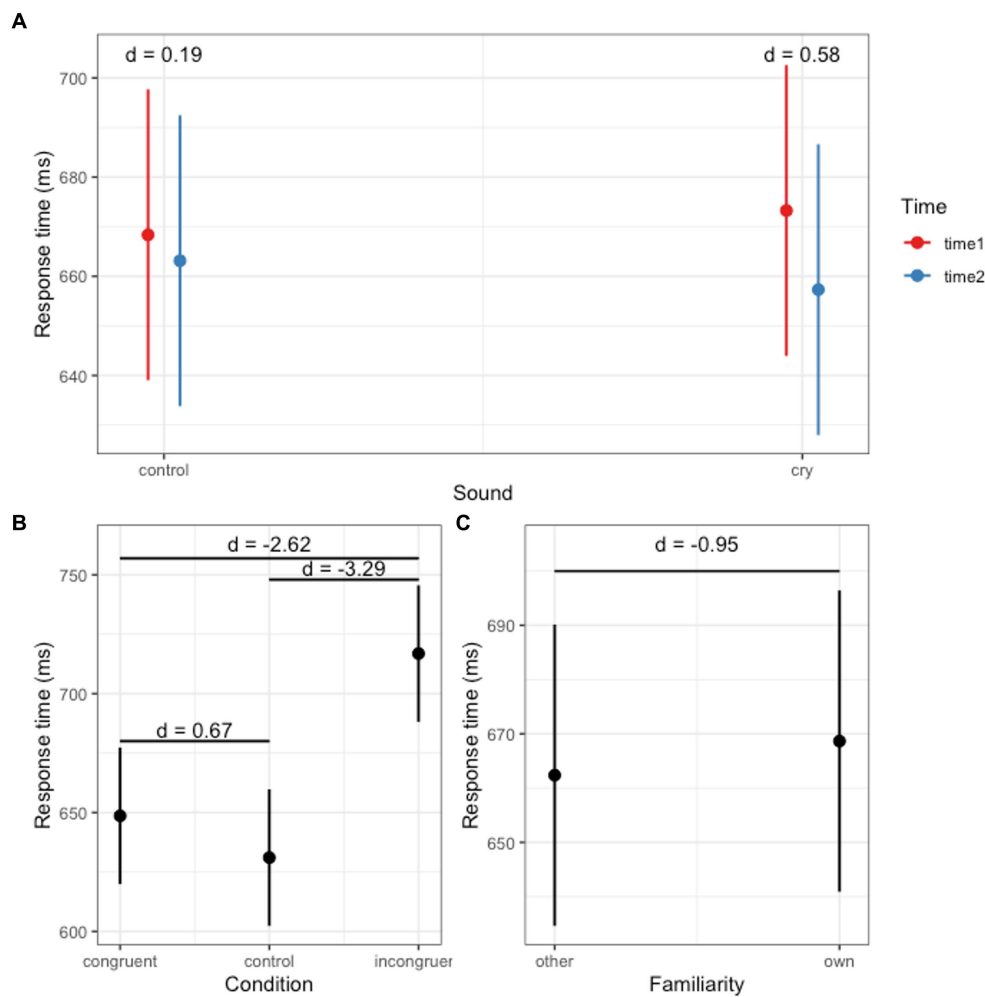 A
d = 0.19
d = 0.58
700
680
660
640
Response time (ms)
control
cry
Sound
Time
time1
time2
B
d = -2.62
d = -3.29
d = 0.67
750
700
650
600
Response time (ms)
congruent
control
incongruer
Condition
C
d = -0.95
690
670
650
Response time (ms)
other
own
Familiarity